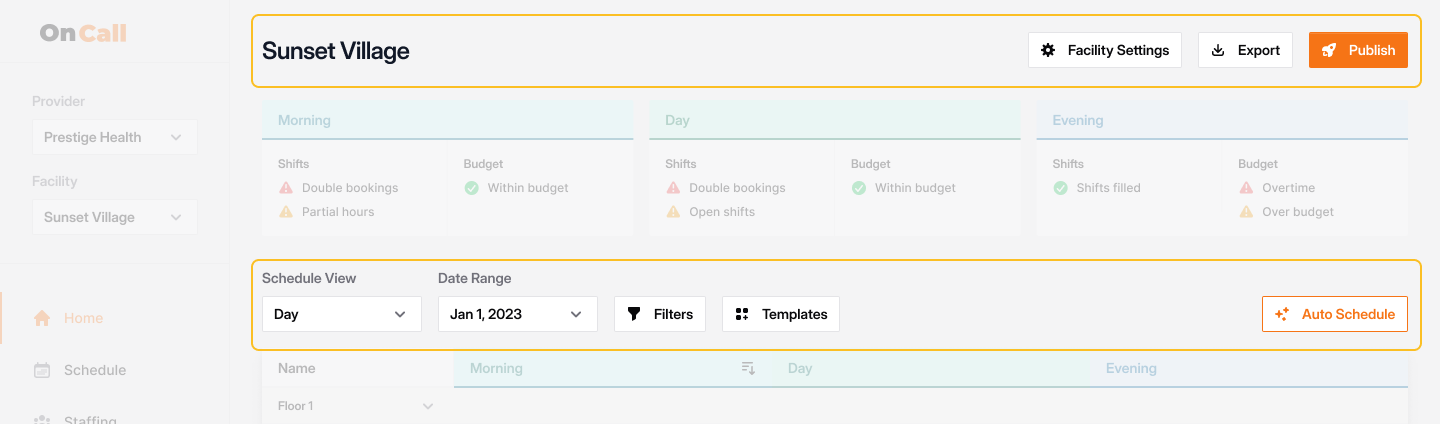 OnCall
Provider
Prestige Health
Facility
Sunset Village
Home
Schedule
Staffing
Sunset Village
Facility Settings
Export
Publish
Morning
Shifts
Double bookings
Partial hours
Budget
Within budget
Day
Shifts
Double bookings
Open shifts
Budget
Within budget
Evening
Shifts
Shifts filled
Budget
Overtime
Over budget
Schedule View
Day
Date Range
Jan 1, 2023
Filters
Templates
Auto Schedule
Name
Morning
Day
Evening
Floor 1